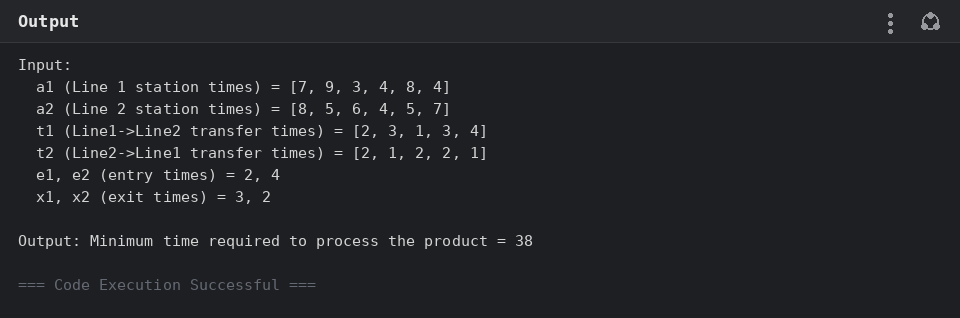 Output
Input:
  a1 (Line 1 station times) = [7, 9, 3, 4, 8, 4]
  a2 (Line 2 station times) = [8, 5, 6, 4, 5, 7]
  t1 (Line1->Line2 transfer times) = [2, 3, 1, 3, 4]
  t2 (Line2->Line1 transfer times) = [2, 1, 2, 2, 1]
  e1, e2 (entry times) = 2, 4
  x1, x2 (exit times) = 3, 2
Output: Minimum time required to process the product = 38
=== Code Execution Successful ===